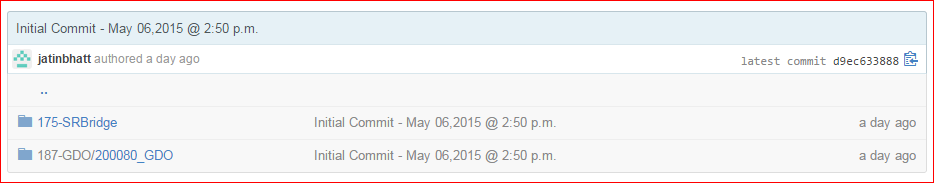 Initial Commit - May 06,2015 @ 2:50 p.m.
jatinbhatt authored a day ago latest commit d9ec633888
..
175-SRBridge Initial Commit - May 06,2015 @ 2:50 p.m. a day ago
187-GDO/200080_GDO Initial Commit - May 06,2015 @ 2:50 p.m. a day ago